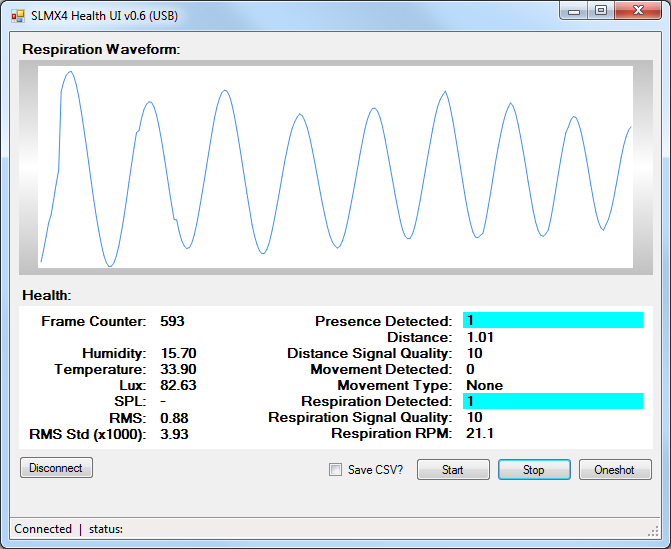 SLMX4 Health UI v0.6 (USB)
Respiration Waveform:
Health:
Frame Counter: 593
Humidity: 15.70
Temperature: 33.90
Lux: 82.63
SPL: -
RMS: 0.88
RMS Std (x1000): 3.93
Presence Detected: 1
Distance: 1.01
Distance Signal Quality: 10
Movement Detected: 0
Movement Type: None
Respiration Detected: 1
Respiration Signal Quality: 10
Respiration RPM: 21.1
Disconnect Save CSV? Start Stop Oneshot
Connected | status: